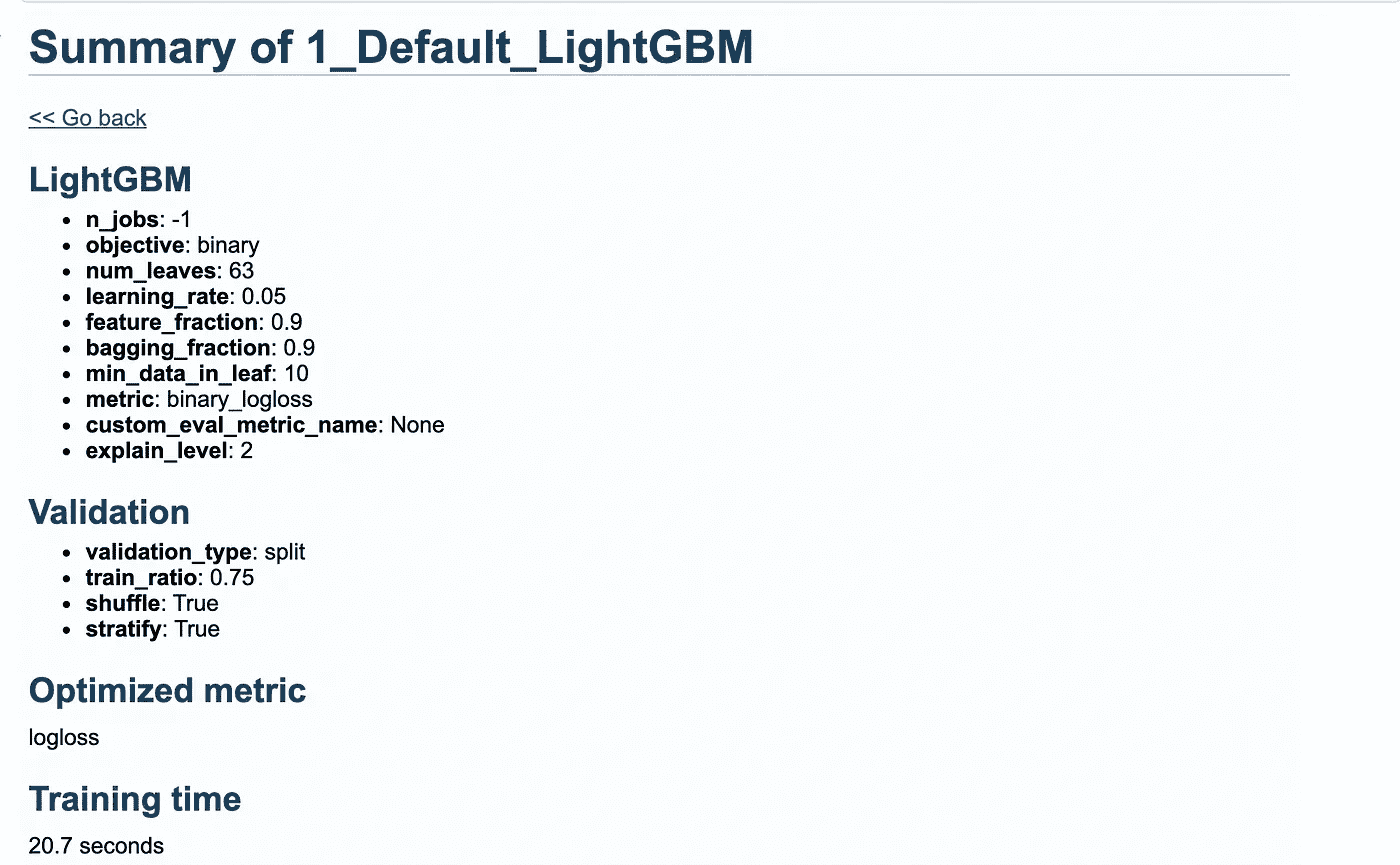 Summary of 1_Default_LightGBM
<< Go back
LightGBM
• n_jobs: -1
• objective: binary
• num_leaves: 63
• learning_rate: 0.05
• feature_fraction: 0.9
• bagging_fraction: 0.9
• min_data_in_leaf: 10
• metric: binary_logloss
• custom_eval_metric_name: None
• explain_level: 2
Validation
• validation_type: split
• train_ratio: 0.75
• shuffle: True
• stratify: True
Optimized metric
logloss
Training time
20.7 seconds